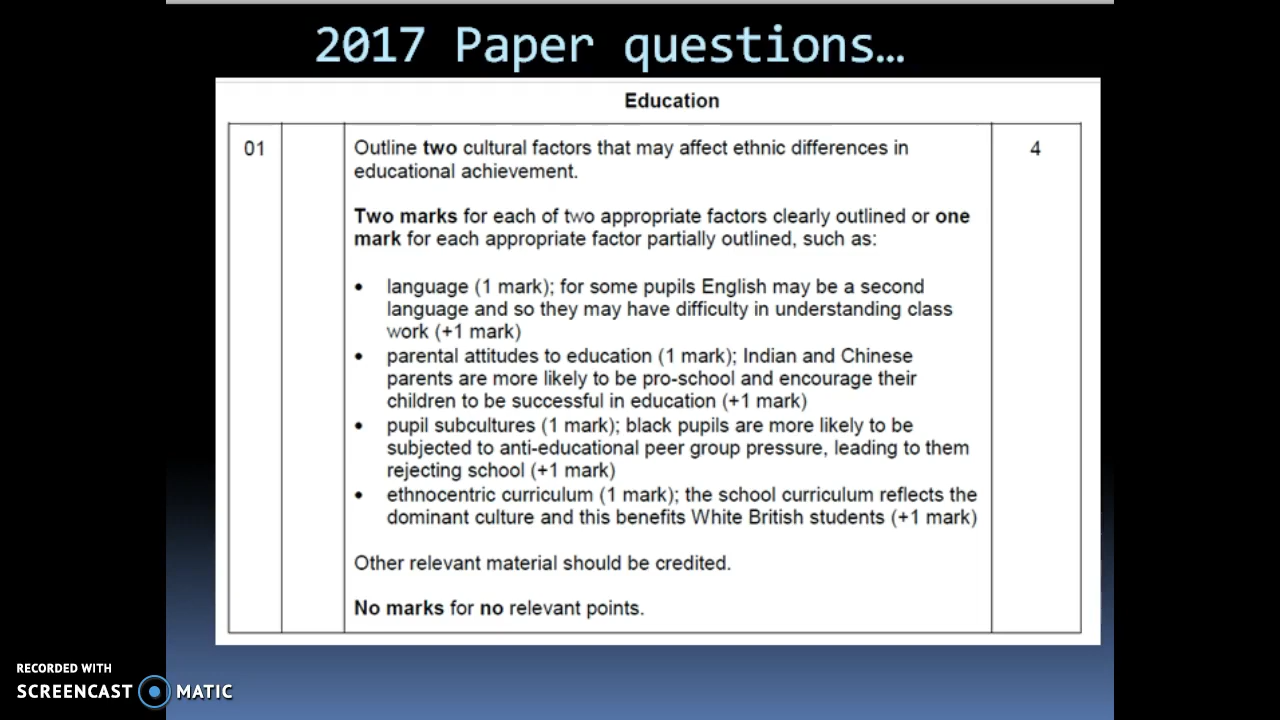 2017 Paper questions…
Education
01
Outline two cultural factors that may affect ethnic differences in
4
educational achievement.
Two marks for each of two appropriate factors clearly outlined or one
mark for each appropriate factor partially outlined, such as:
• language (1 mark); for some pupils English may be a second
language and so they may have difficulty in understanding class
work (+1 mark)
• parental attitudes to education (1 mark); Indian and Chinese
parents are more likely to be pro-school and encourage their
children to be successful in education (+1 mark)
• pupil subcultures (1 mark); black pupils are more likely to be
subjected to anti-educational peer group pressure, leading to them
rejecting school (+1 mark)
• ethnocentric curriculum (1 mark); the school curriculum reflects the
dominant culture and this benefits White British students (+1 mark)
Other relevant material should be credited.
No marks for no relevant points.
RECORDED WITH
SCREENCAST MATIC